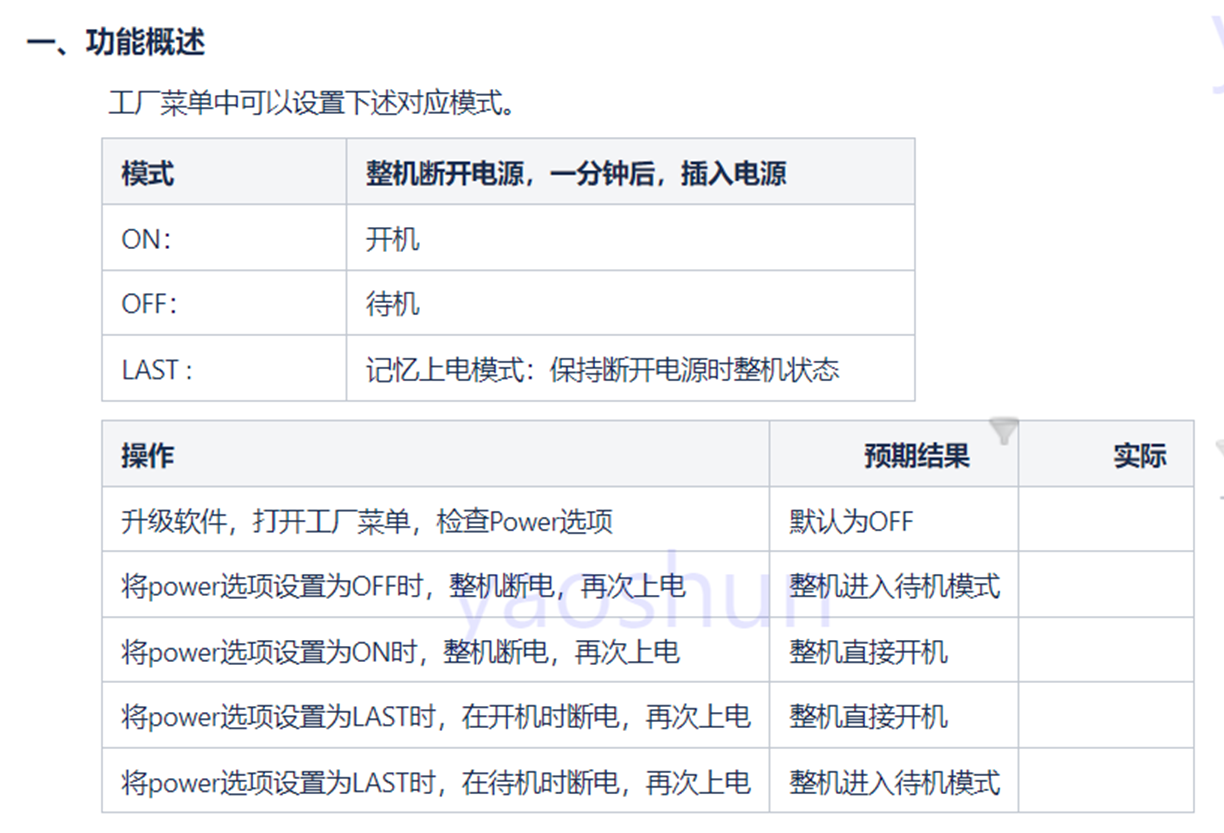 一、功能概述
工厂菜单中可以设置下述对应模式。
模式 整机断开电源，一分钟后，插入电源
ON： 开机
OFF： 待机
LAST： 记忆上电模式：保持断开电源时整机状态
操作 预期结果 实际
升级软件，打开工厂菜单，检查Power选项 默认为OFF
将power选项设置为OFF时，整机断电，再次上电 整机进入待机模式
将power选项设置为ON时，整机断电，再次上电 整机直接开机
将power选项设置为LAST时，在开机时断电，再次上电 整机直接开机
将power选项设置为LAST时，在待机时断电，再次上电 整机进入待机模式
yaoshun